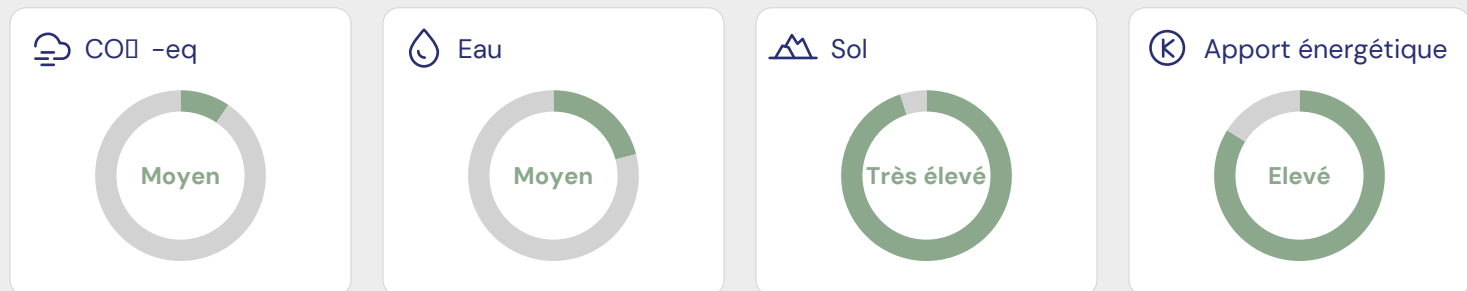 CO▯ -eq
Eau
Sol
Apport énergétique
Moyen
Moyen
Très élevé
Elevé